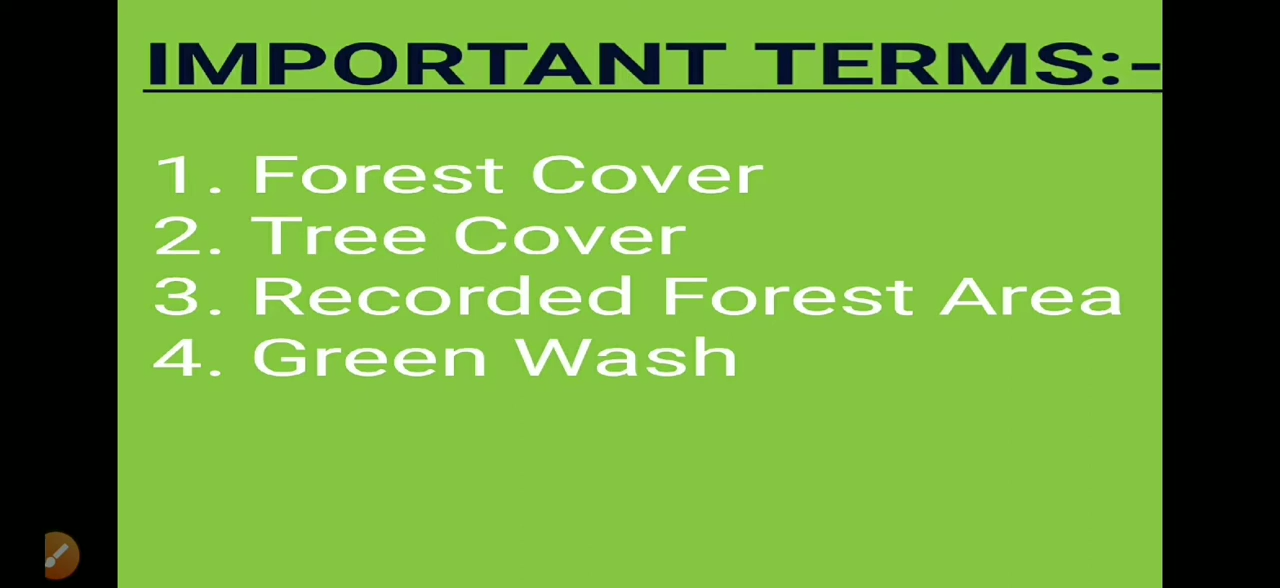 IMPORTANT TERMS:-
1. Forest Cover
2. Tree Cover
3. Recorded Forest Area
4. Green Wash